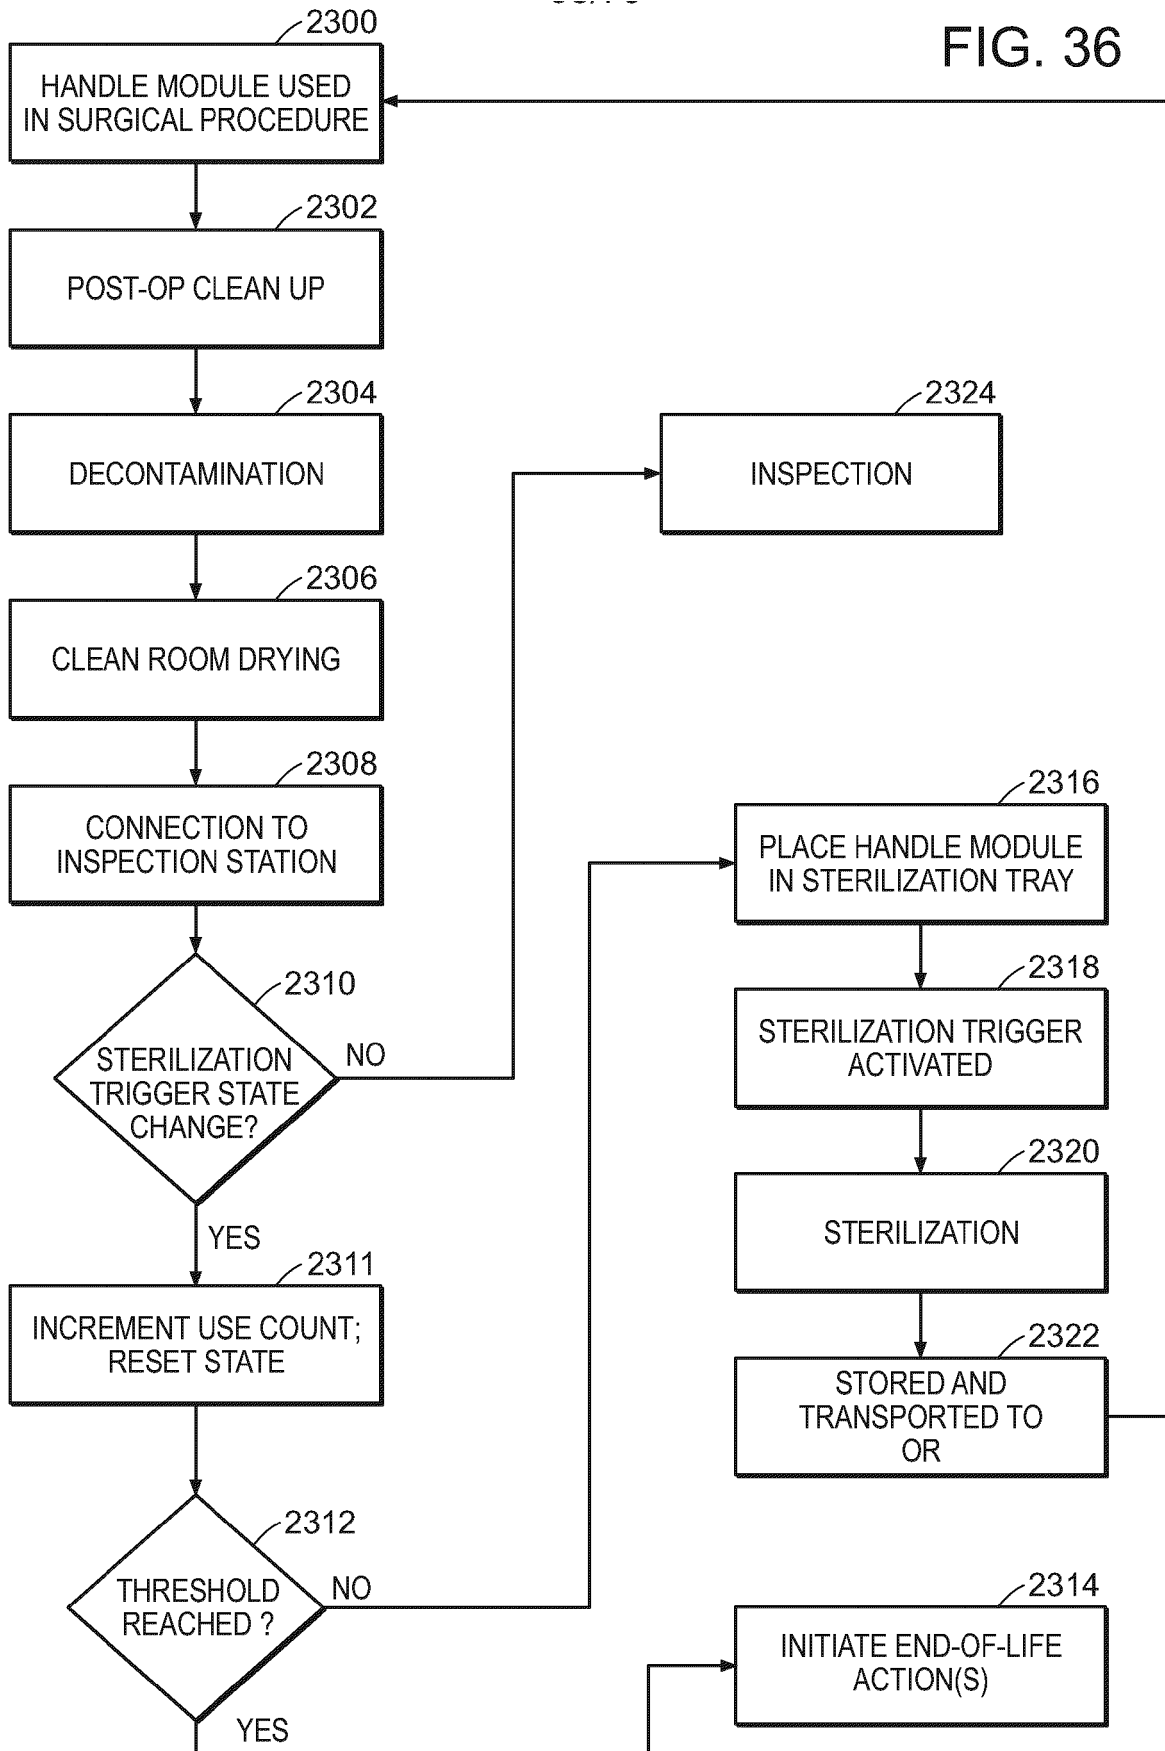 FIG. 36
2300
HANDLE MODULE USED
IN SURGICAL PROCEDURE
2302
POST-OP CLEAN UP
2304
DECONTAMINATION
2324
INSPECTION
2306
CLEAN ROOM DRYING
2308
CONNECTION TO
INSPECTION STATION
2310
STERILIZATION
TRIGGER STATE
CHANGE?
NO
YES
2311
INCREMENT USE COUNT;
RESET STATE
2312
THRESHOLD
REACHED ?
NO
YES
2316
PLACE HANDLE MODULE
IN STERILIZATION TRAY
2318
STERILIZATION TRIGGER
ACTIVATED
2320
STERILIZATION
2322
STORED AND
TRANSPORTED TO
OR
2314
INITIATE END-OF-LIFE
ACTION(S)